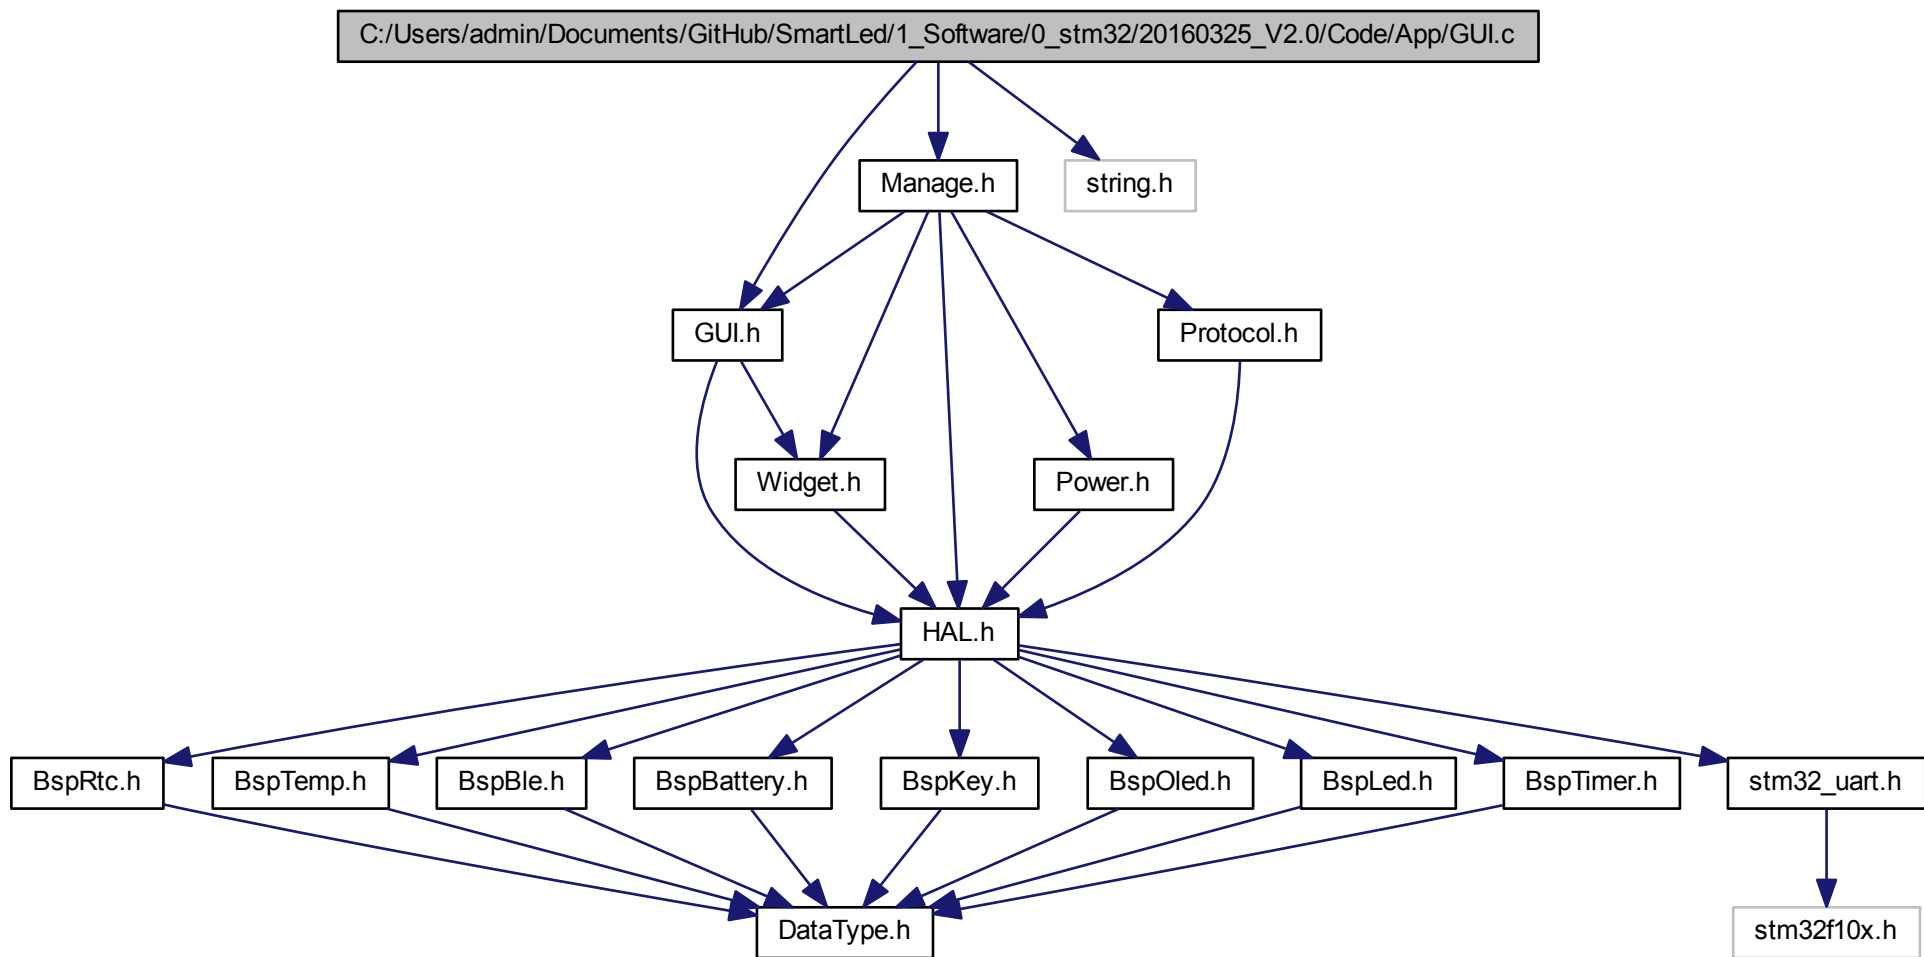 C:/Users/admin/Documents/GitHub/SmartLed/1_Software/0_stm32/20160325_V2.0/Code/App/GUI.c
Manage.h
string.h
GUI.h
Protocol.h
Widget.h
Power.h
HAL.h
BspRtc.h
BspTemp.h
BspBle.h
BspBattery.h
BspKey.h
BspOled.h
BspLed.h
BspTimer.h
stm32_uart.h
DataType.h
stm32f10x.h